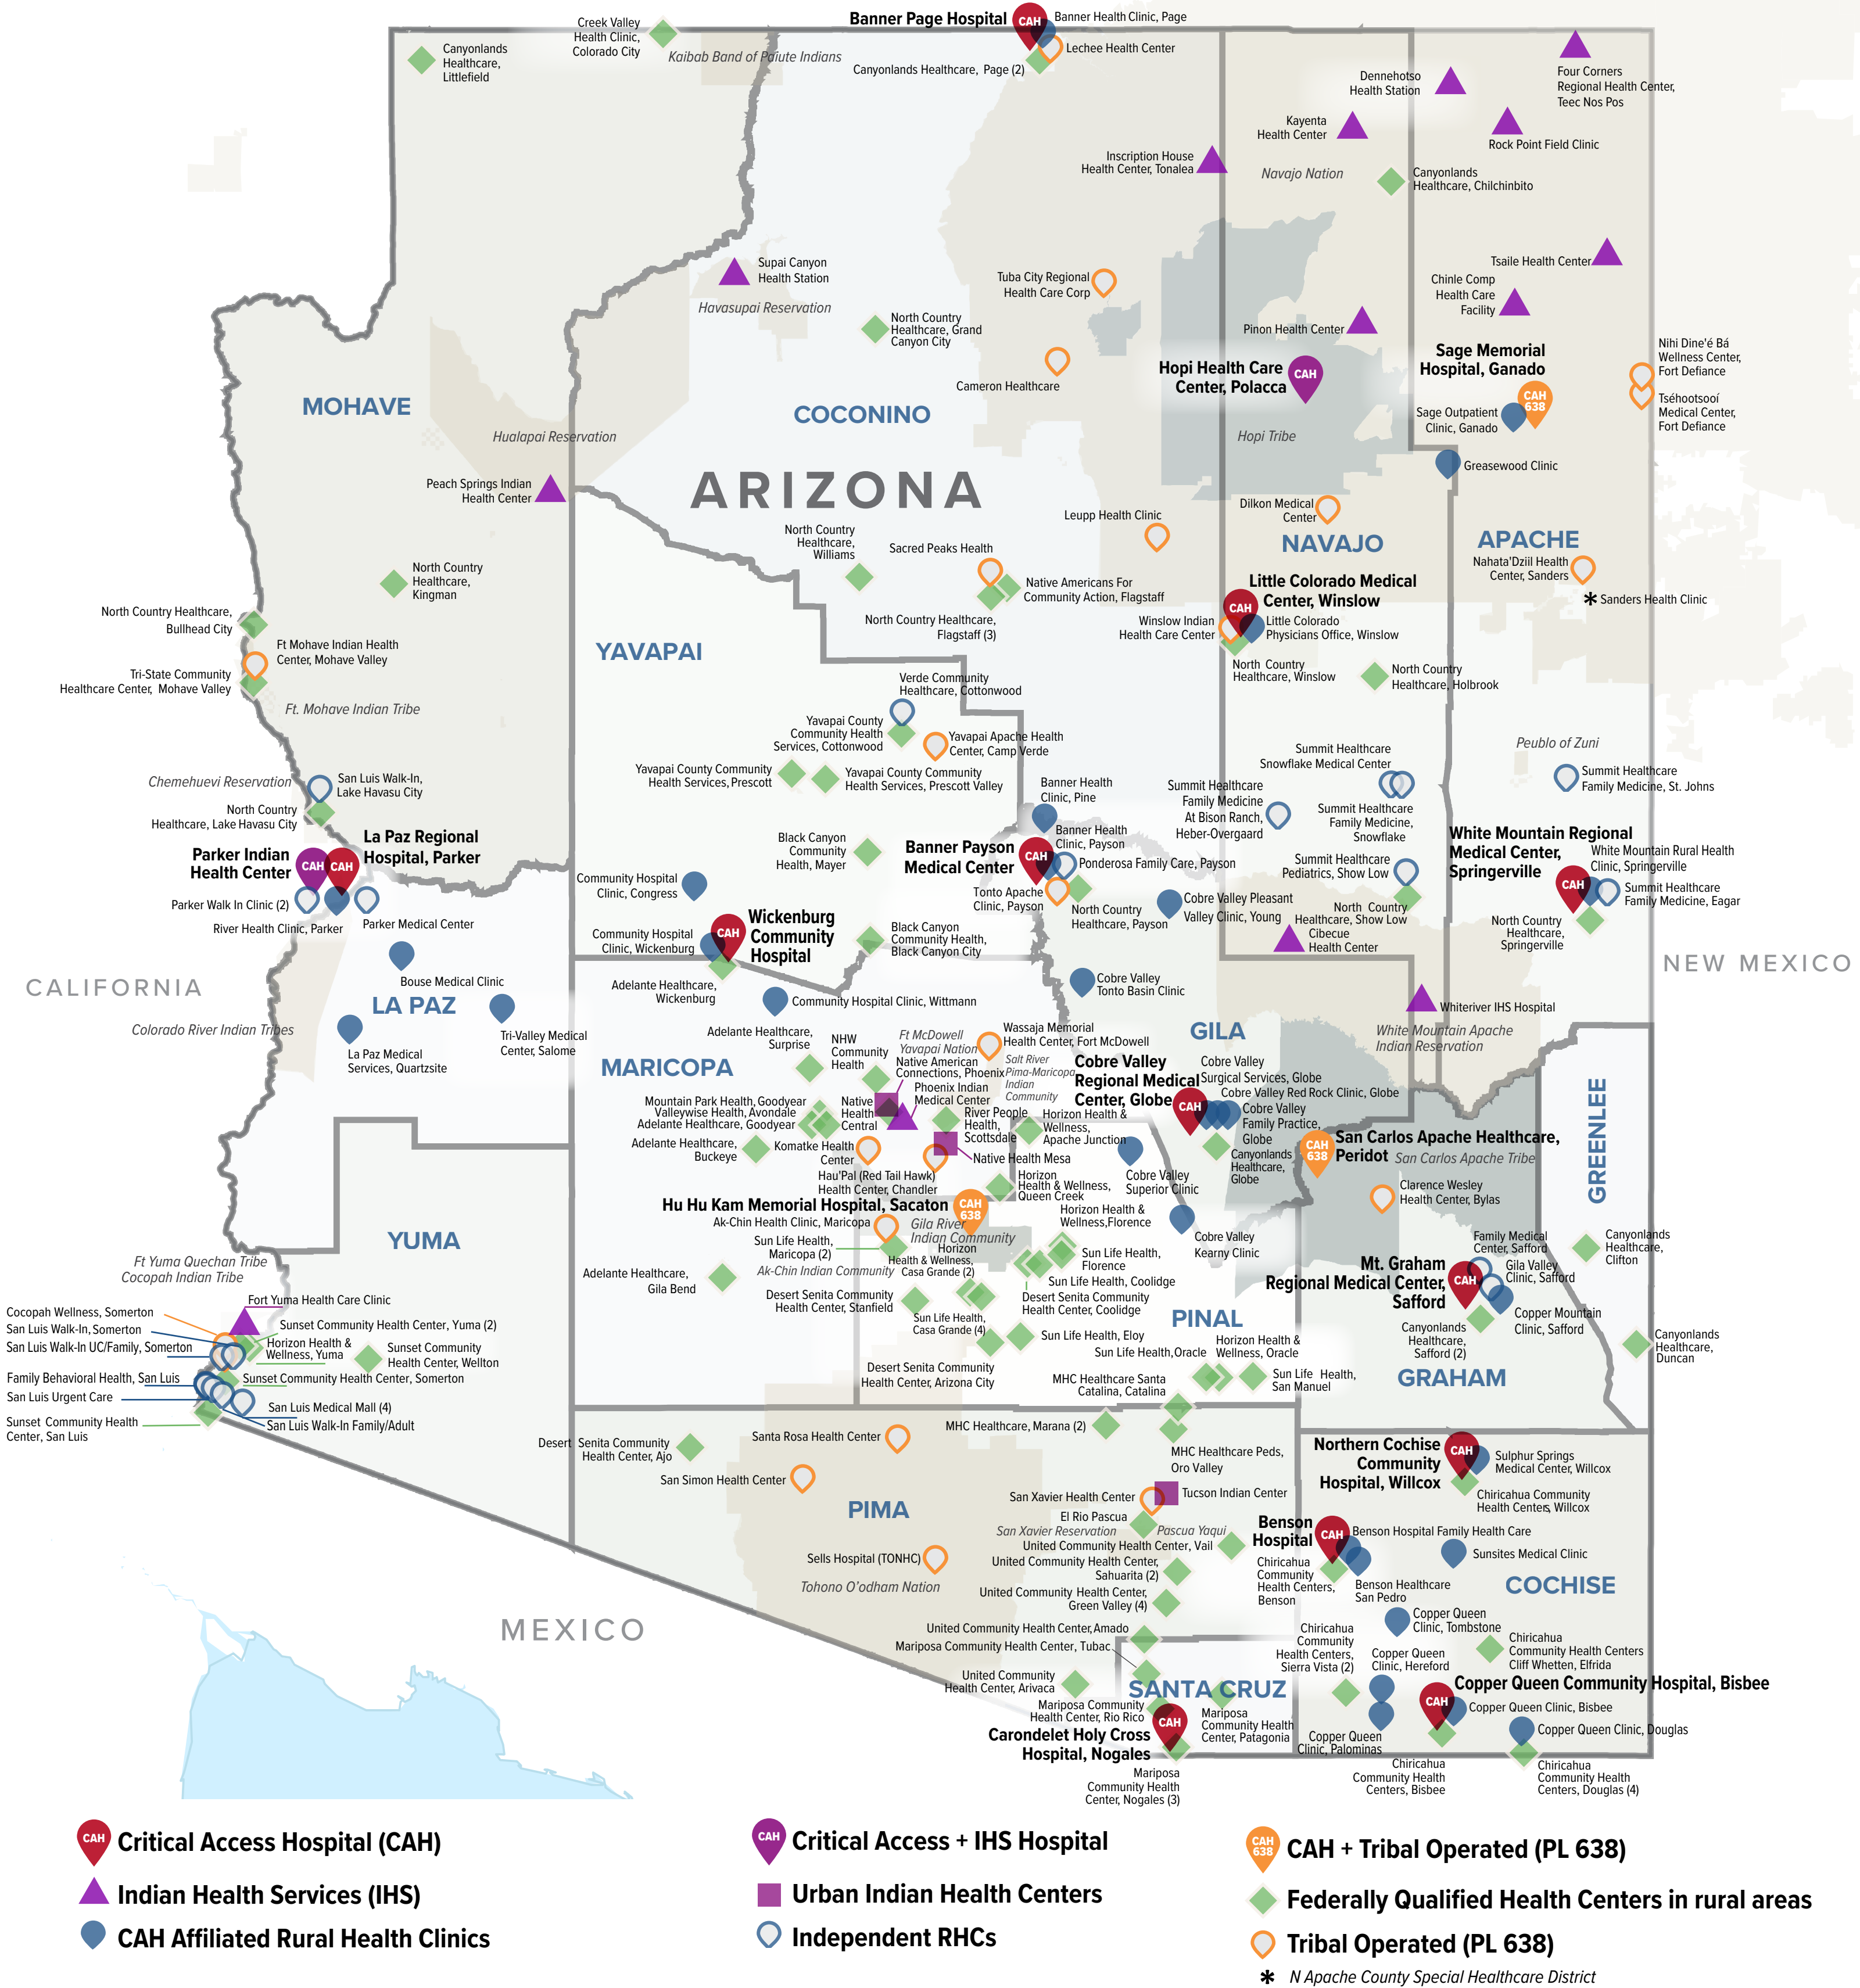 Banner Page Hospital
CAH
Banner Health Clinic, Page
Lechee Health Center
Canyonlands Healthcare, Page (2)
Creek Valley
Health Clinic,
Colorado City
Kaibab Band of Paiute Indians
Canyonlands
Healthcare,
Littlefield
Dennehotso
Health Station
Four Corners
Regional Health Center,
Teec Nos Pos
Kayenta
Health Center
Rock Point Field Clinic
Inscription House
Health Center, Tonalea
Navajo Nation
Canyonlands
Healthcare, Chilchinbito
Supai Canyon
Health Station
Havasupai Reservation
Tuba City Regional
Health Care Corp
Tsaile Health Center
Chinle Comp
Health Care
Facility
North Country
Healthcare, Grand
Canyon City
Pinon Health Center
Cameron Healthcare
Hopi Health Care
Center, Polacca
CAH
Sage Memorial
Hospital, Ganado
CAH
638
Nihi Dine'é Bá
Wellness Center,
Fort Defiance
Tséhootsooí
Medical Center,
Fort Defiance
Sage Outpatient
Clinic, Ganado
MOHAVE
COCONINO
Hualapai Reservation
Hopi Tribe
Greasewood Clinic
Peach Springs Indian
Health Center
ARIZONA
Dilkon Medical
Center
Leupp Health Clinic
North Country
Healthcare,
Williams
Sacred Peaks Health
NAVAJO
APACHE
Nahata'Dziil Health
Center, Sanders
* Sanders Health Clinic
North Country
Healthcare,
Kingman
Native Americans For
Community Action, Flagstaff
North Country Healthcare,
Flagstaff (3)
Little Colorado Medical
Center, Winslow
CAH
Winslow Indian
Health Care Center
Little Colorado
Physicians Office, Winslow
North Country
Healthcare, Winslow
North Country
Healthcare, Holbrook
North Country Healthcare,
Bullhead City
Ft Mohave Indian Health
Center, Mohave Valley
Tri-State Community
Healthcare Center, Mohave Valley
Ft. Mohave Indian Tribe
YAVAPAI
Verde Community
Healthcare, Cottonwood
Yavapai County
Community Health
Services, Cottonwood
Yavapai Apache Health
Center, Camp Verde
Yavapai County Community
Health Services, Prescott
Yavapai County Community
Health Services, Prescott Valley
Peublo of Zuni
Summit Healthcare
Snowflake Medical Center
Summit Healthcare
Family Medicine, St. Johns
Summit Healthcare
Family Medicine
At Bison Ranch,
Heber-Overgaard
Summit Healthcare
Family Medicine,
Snowflake
Chemehuevi Reservation
San Luis Walk-In,
Lake Havasu City
North Country
Healthcare, Lake Havasu City
Banner Health
Clinic, Pine
Banner Health
Clinic, Payson
Banner Payson
Medical Center
CAH
Ponderosa Family Care, Payson
Tonto Apache
Clinic, Payson
North Country
Healthcare, Payson
Black Canyon
Community
Health, Mayer
Parker Indian
Health Center
CAH
CAH
La Paz Regional
Hospital, Parker
Parker Walk In Clinic (2)
River Health Clinic, Parker
Parker Medical Center
Community Hospital
Clinic, Congress
Summit Healthcare
Pediatrics, Show Low
North Country
Healthcare, Show Low
White Mountain Regional
Medical Center,
Springerville
CAH
White Mountain Rural Health
Clinic, Springerville
Summit Healthcare
Family Medicine, Eagar
North Country
Healthcare,
Springerville
Cobre Valley Pleasant
Valley Clinic, Young
Cibecue
Health Center
Community Hospital
Clinic, Wickenburg
CAH
Wickenburg
Community
Hospital
Black Canyon
Community Health,
Black Canyon City
CALIFORNIA
NEW MEXICO
Bouse Medical Clinic
LA PAZ
Colorado River Indian Tribes
La Paz Medical
Services, Quartzsite
Tri-Valley Medical
Center, Salome
Adelante Healthcare,
Wickenburg
Community Hospital Clinic, Wittmann
Cobre Valley
Tonto Basin Clinic
Whiteriver IHS Hospital
White Mountain Apache
Indian Reservation
GILA
Adelante Healthcare,
Surprise
NHW
Community
Health
Ft McDowell
Yavapai Nation
Wassaja Memorial
Health Center, Fort McDowell
Salt River
Pima-Maricopa
Indian
Community
MARICOPA
Native American
Connections, Phoenix
Phoenix Indian
Medical Center
Cobre Valley
Regional Medical
Center, Globe
CAH
Cobre Valley
Surgical Services, Globe
Cobre Valley Red Rock Clinic, Globe
Cobre Valley
Family Practice,
Globe
Canyonlands
Healthcare,
Globe
Mountain Park Health, Goodyear
Valleywise Health, Avondale
Adelante Healthcare, Goodyear
Native
Health
Central
River People
Health,
Scottsdale
Horizon Health &
Wellness,
Apache Junction
Adelante Healthcare,
Buckeye
Komatke Health
Center
Native Health Mesa
Hau'Pal (Red Tail Hawk)
Health Center, Chandler
Horizon
Health & Wellness,
Queen Creek
Cobre Valley
Superior Clinic
CAH
638
San Carlos Apache Healthcare,
Peridot
San Carlos Apache Tribe
Clarence Wesley
Health Center, Bylas
GREENLEE
Hu Hu Kam Memorial Hospital, Sacaton
CAH
638
Ak-Chin Health Clinic, Maricopa
Gila River
Indian Community
Sun Life Health,
Maricopa (2)
Ak-Chin Indian Community
Horizon
Health & Wellness,
Casa Grande (2)
Horizon Health &
Wellness,Florence
Cobre Valley
Kearny Clinic
Sun Life Health,
Florence
Sun Life Health, Coolidge
Desert Senita Community
Health Center, Coolidge
Adelante Healthcare,
Gila Bend
Desert Senita Community
Health Center, Stanfield
Sun Life Health,
Casa Grande (4)
Sun Life Health, Eloy
Desert Senita Community
Health Center, Arizona City
PINAL
Sun Life Health,Oracle
Horizon Health &
Wellness, Oracle
Sun Life Health,
San Manuel
Family Medical
Center, Safford
Mt. Graham
Regional Medical Center,
Safford
CAH
Gila Valley
Clinic, Safford
Copper Mountain
Clinic, Safford
Canyonlands
Healthcare,
Safford (2)
Canyonlands
Healthcare,
Clifton
Canyonlands
Healthcare,
Duncan
GRAHAM
YUMA
Ft Yuma Quechan Tribe
Cocopah Indian Tribe
Fort Yuma Health Care Clinic
Cocopah Wellness, Somerton
San Luis Walk-In, Somerton
San Luis Walk-In UC/Family, Somerton
Sunset Community Health Center, Yuma (2)
Horizon Health &
Wellness, Yuma
Sunset Community
Health Center, Wellton
Family Behavioral Health, San Luis
Sunset Community Health Center, Somerton
San Luis Urgent Care
San Luis Medical Mall (4)
San Luis Walk-In Family/Adult
Sunset Community Health
Center, San Luis
MHC Healthcare Santa
Catalina, Catalina
MHC Healthcare, Marana (2)
MHC Healthcare Peds,
Oro Valley
Desert Senita Community
Health Center, Ajo
Santa Rosa Health Center
San Simon Health Center
PIMA
San Xavier Health Center
Tucson Indian Center
El Rio Pascua
San Xavier Reservation
Pascua Yaqui
United Community Health Center, Vail
Sells Hospital (TONHC)
Tohono O'odham Nation
United Community Health Center,
Sahuarita (2)
United Community Health Center,
Green Valley (4)
United Community Health Center, Amado
Mariposa Community Health Center, Tubac
United Community
Health Center, Arivaca
SANTA CRUZ
Mariposa Community
Health Center, Rio Rico
Carondelet Holy Cross
Hospital, Nogales
CAH
Mariposa
Community Health
Center, Patagonia
Mariposa
Community Health
Center, Nogales (3)
Northern Cochise
Community
Hospital, Willcox
CAH
Sulphur Springs
Medical Center, Willcox
Chiricahua Community
Health Centers, Willcox
Benson
Hospital
CAH
Benson Hospital Family Health Care
Sunsites Medical Clinic
Chiricahua
Community
Health Centers,
Benson
Benson Healthcare
San Pedro
COCHISE
Copper Queen
Clinic, Tombstone
Chiricahua
Community
Health Centers,
Sierra Vista (2)
Copper Queen
Clinic, Hereford
Chiricahua
Community Health Centers
Cliff Whetten, Elfrida
CAH
Copper Queen Community Hospital, Bisbee
Copper Queen Clinic, Bisbee
Copper Queen Clinic, Douglas
Copper Queen
Clinic, Palominas
Chiricahua
Community Health
Centers, Bisbee
Chiricahua
Community Health
Centers, Douglas (4)
MEXICO
CAH Critical Access Hospital (CAH)
Indian Health Services (IHS)
CAH Affiliated Rural Health Clinics
CAH Critical Access + IHS Hospital
Urban Indian Health Centers
Independent RHCs
CAH
638
CAH + Tribal Operated (PL 638)
Federally Qualified Health Centers in rural areas
Tribal Operated (PL 638)
* N Apache County Special Healthcare District